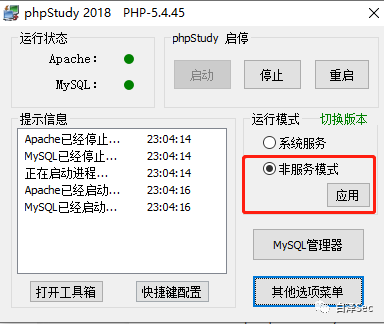 phpStudy 2018 PHP-5.4.45
运行状态
Apache:
MySQL:
phpStudy 启停
启动
停止
重启
提示信息
Apache已经停止... 23:04:14
MySQL已经停止... 23:04:14
正在启动进程... 23:04:14
Apache已经启动... 23:04:16
MySQL已经启动... 23:04:16
打开工具箱
快捷键配置
运行模式 切换版本
系统服务
非服务模式
应用
MySQL管理器
其他选项菜单
白泽Sec